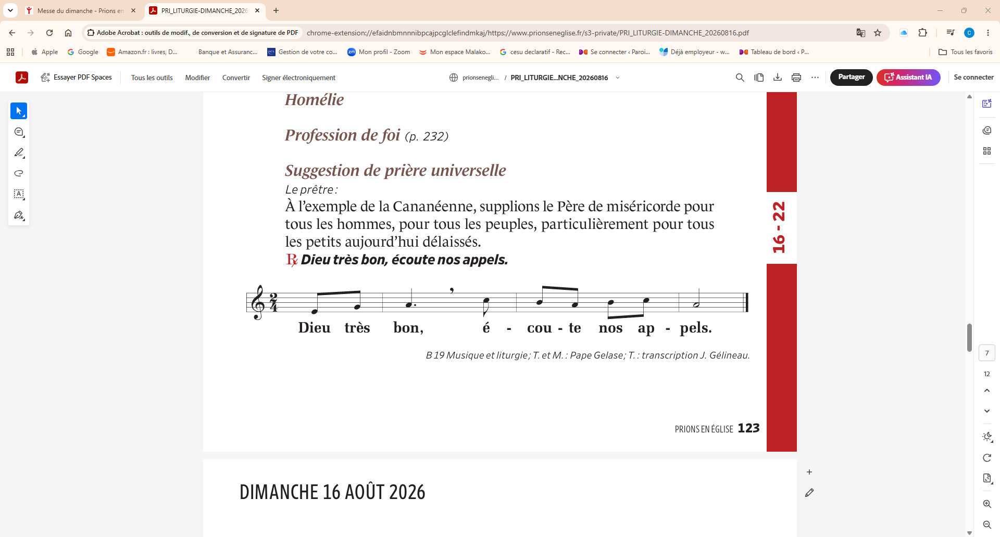 Messe du dimanche - Prions en
PRI_LITURGIE-DIMANCHE_2026
Adobe Acrobat : outils de modif., de conversion et de signature de PDF
chrome-extension://efaidnbmnnnibpcajpcglclefindmkaj/https://www.prionseneglise.fr/s3-private/PRI_LITURGIE-DIMANCHE_20260816.pdf
C
Apple
Google
Amazon.fr : livres, D...
Banque et Assuranc...
LCL Gestion de votre co...
zm Mon profil - Zoom
Mon espace Malako...
cesu declaratif - Rec...
Se connecter ‹ Paroi...
Déjà employeur - w...
Tableau de bord ‹ P...
Tous les favoris
Essayer PDF Spaces
Tous les outils
Modifier
Convertir
Signer électroniquement
prionsenegli... / PRI_LITURGIE...NCHE_20260816
Partager
Assistant IA
Se connecter
Homélie
Profession de foi (p. 232)
Suggestion de prière universelle
Le prêtre :
À l’exemple de la Cananéenne, supplions le Père de miséricorde pour
tous les hommes, pour tous les peuples, particulièrement pour tous
les petits aujourd’hui délaissés.
℟ Dieu très bon, écoute nos appels.
16 - 22
2
4
Dieu très bon, é - cou - te nos ap - pels.
B 19 Musique et liturgie ; T. et M. : Pape Gelase ; T. : transcription J. Gélineau.
PRIONS EN ÉGLISE 123
DIMANCHE 16 AOÛT 2026
7
12